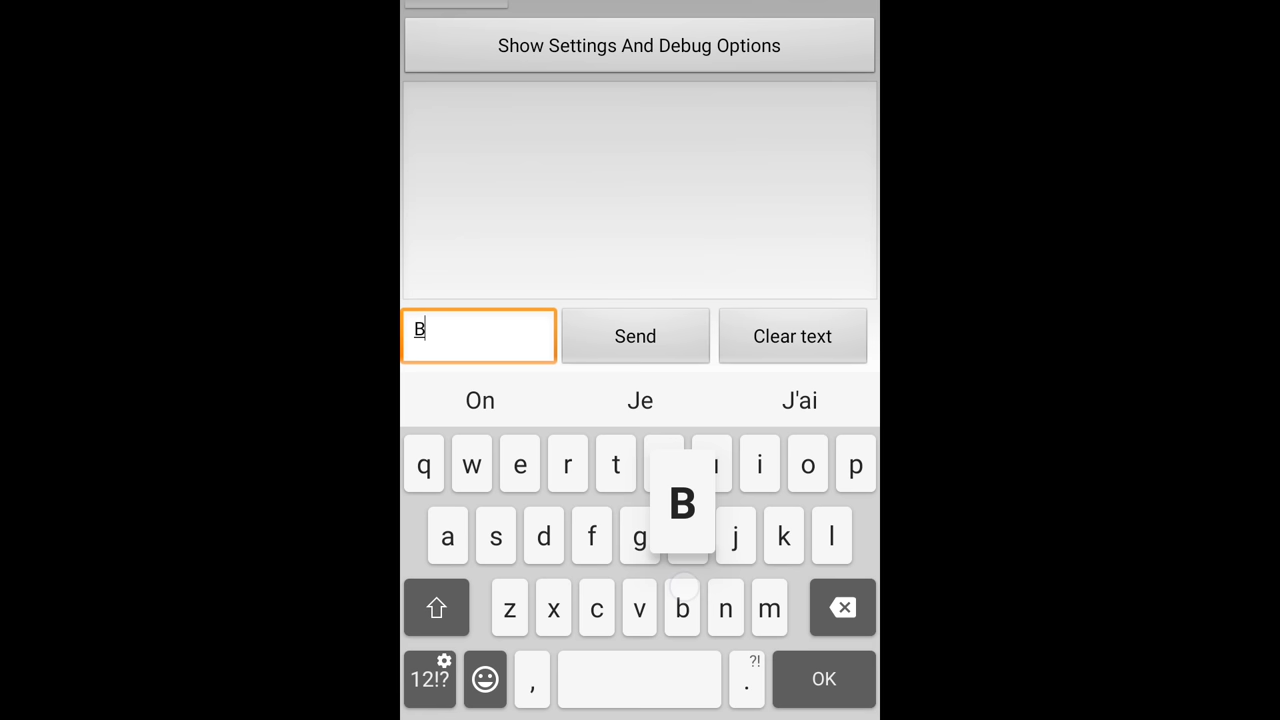 Show Settings And Debug Options
B
Send
Clear text
On
Je
J'ai
q w e r t u i o p
B
a s d f g j k l
z x c v b n m
12!?
,
?!
.
OK